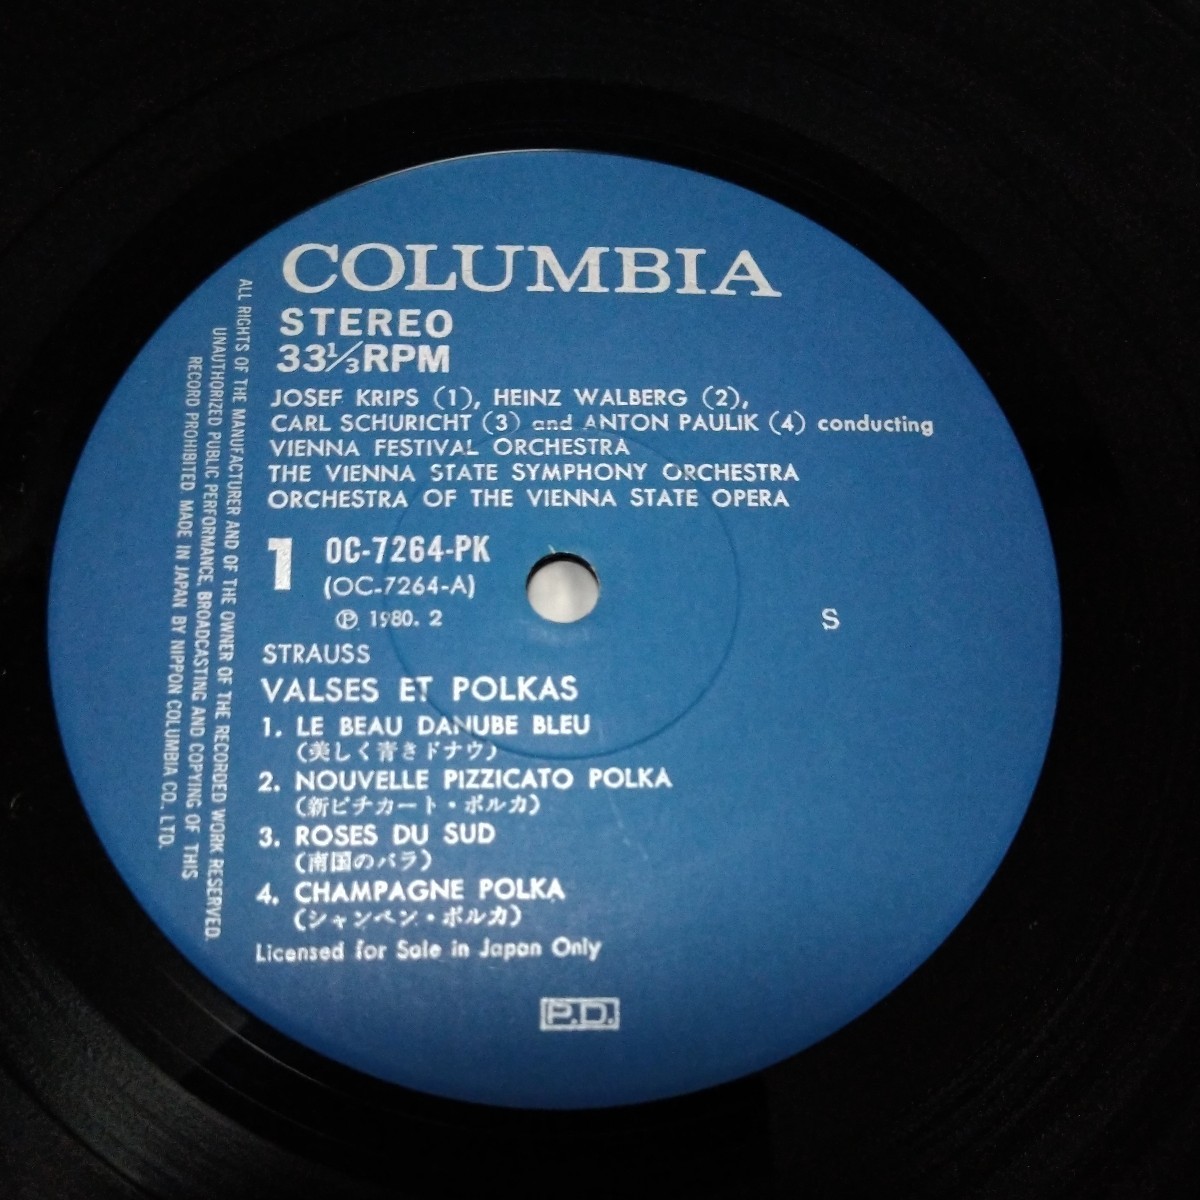 COLUMBIA
STEREO
33⅓RPM
JOSEF KRIPS (1), HEINZ WALBERG (2),
CARL SCHURICHT (3) and ANTON PAULIK (4) conducting
VIENNA FESTIVAL ORCHESTRA
THE VIENNA STATE SYMPHONY ORCHESTRA
ORCHESTRA OF THE VIENNA STATE OPERA
1 OC-7264-PK
(OC-7264-A)
Ⓟ 1980. 2
S
STRAUSS
VALSES ET POLKAS
1. LE BEAU DANUBE BLEU
(美しく青きドナウ)
2. NOUVELLE PIZZICATO POLKA
(新ピチカート・ポルカ)
3. ROSES DU SUD
(南国のバラ)
4. CHAMPAGNE POLKA
(シャンペン・ポルカ)
Licensed for Sale in Japan Only
P.D.
ALL RIGHTS OF THE MANUFACTURER AND OF THE OWNER OF THE RECORDED WORK RESERVED.
UNAUTHORIZED PUBLIC PERFORMANCE, BROADCASTING AND COPYING OF THIS
RECORD PROHIBITED. MADE IN JAPAN BY NIPPON COLUMBIA CO., LTD.